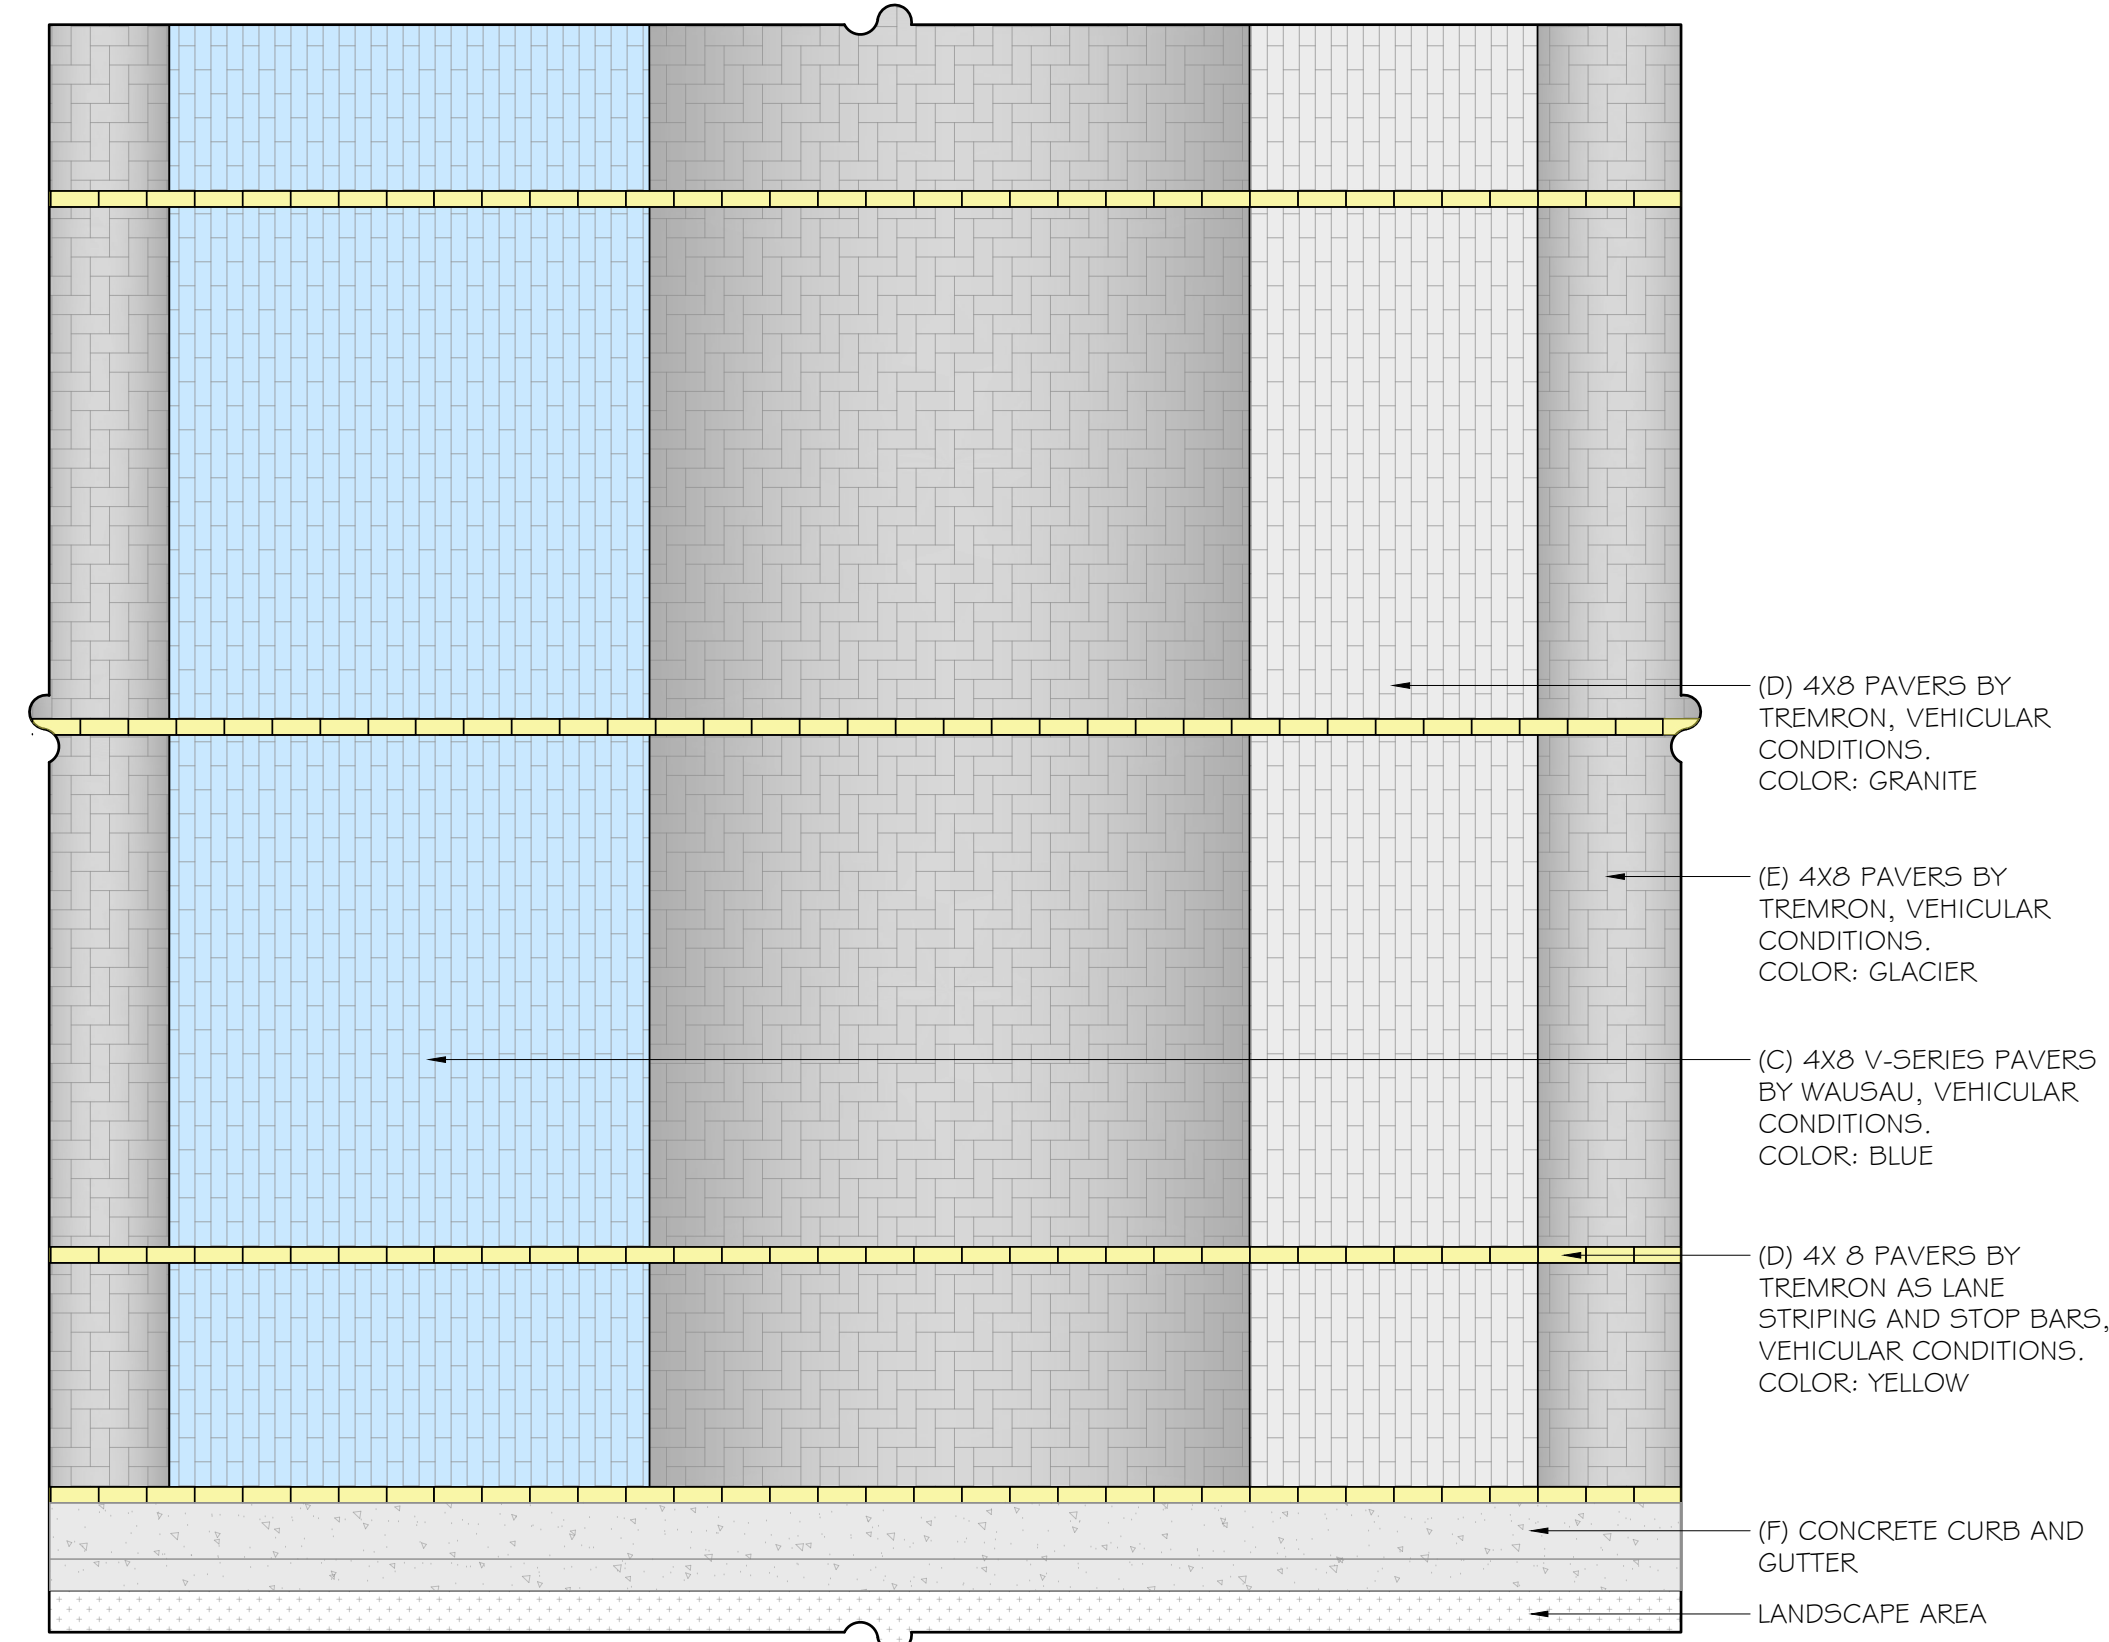 (D) 4X8 PAVERS BY
TREMRON, VEHICULAR
CONDITIONS.
COLOR: GRANITE
(E) 4X8 PAVERS BY
TREMRON, VEHICULAR
CONDITIONS.
COLOR: GLACIER
(C) 4X8 V-SERIES PAVERS
BY WAUSAU, VEHICULAR
CONDITIONS.
COLOR: BLUE
(D) 4X 8 PAVERS BY
TREMRON AS LANE
STRIPING AND STOP BARS,
VEHICULAR CONDITIONS.
COLOR: YELLOW
(F) CONCRETE CURB AND
GUTTER
LANDSCAPE AREA